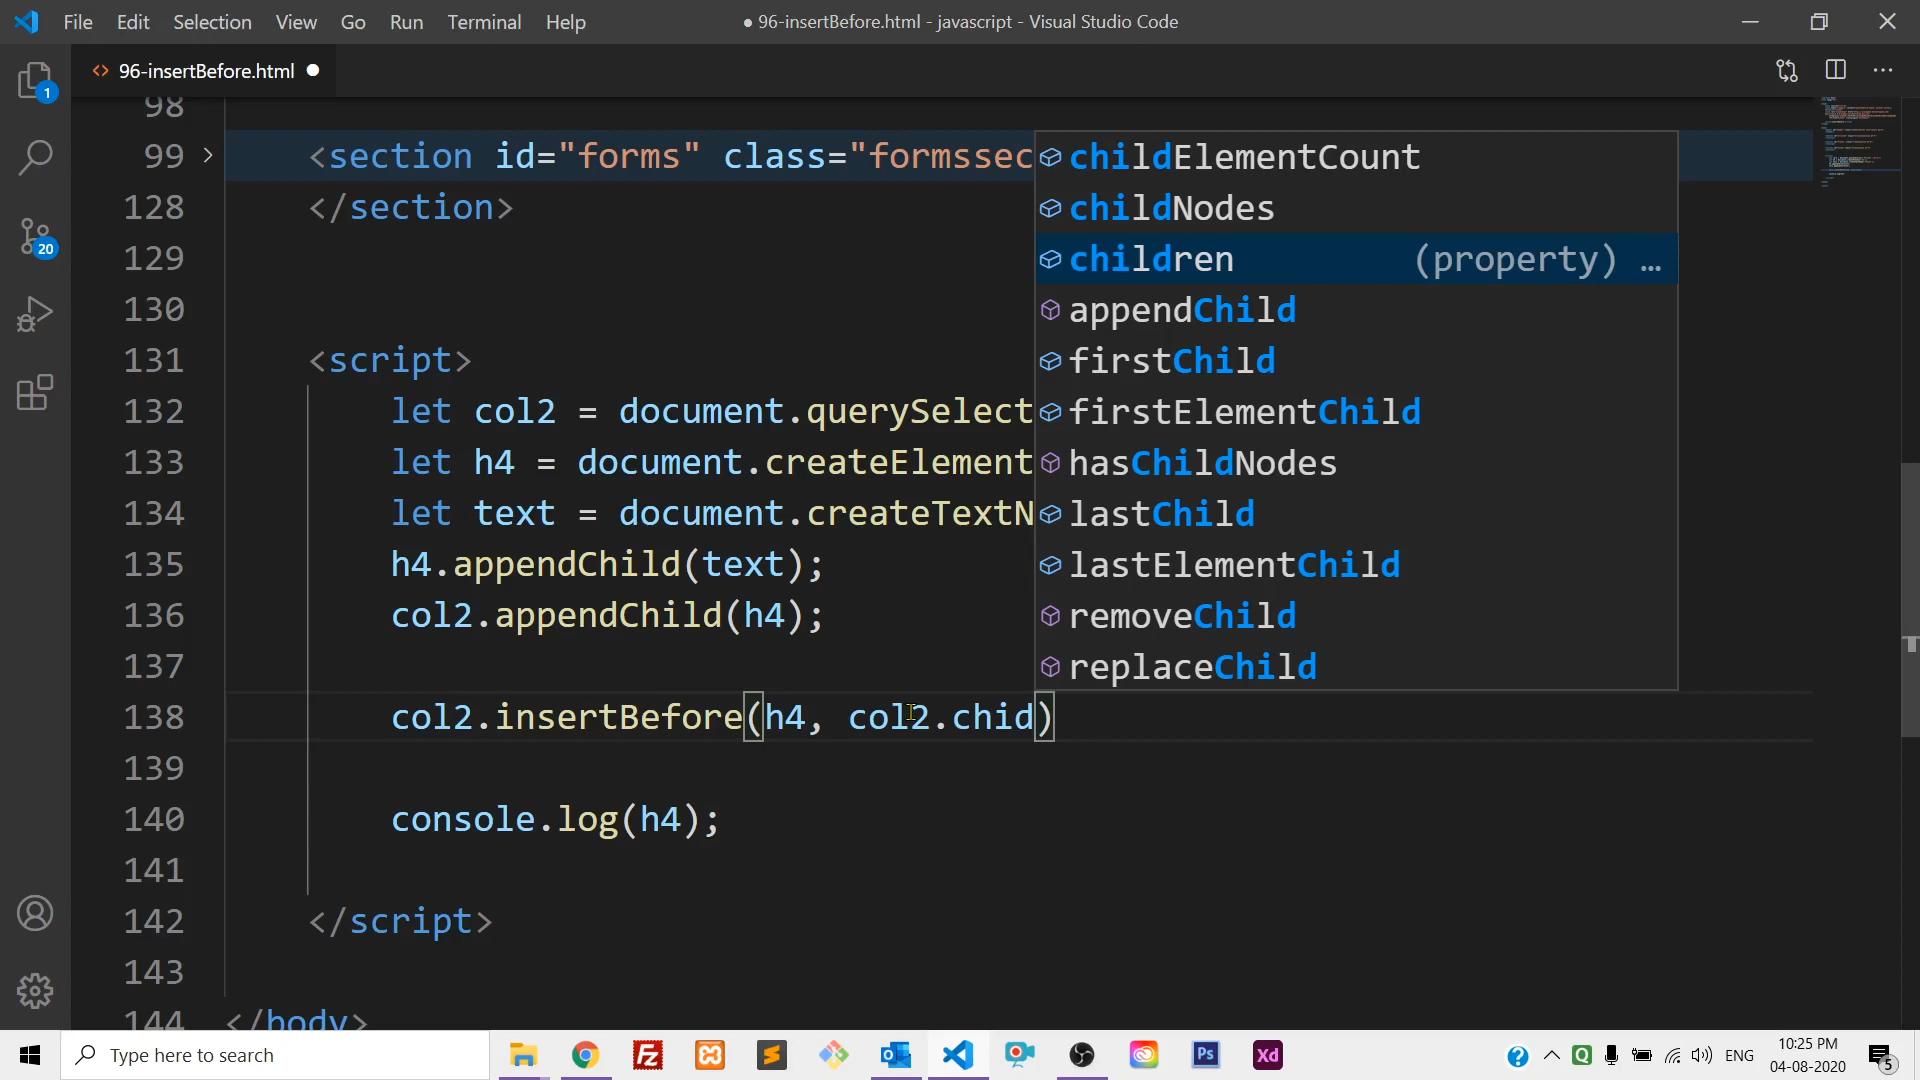 File Edit Selection View Go Run Terminal Help
● 96-insertBefore.html - javascript - Visual Studio Code
1
<> 96-insertBefore.html ●
98
99 <section id="forms" class="formssec
128 </section>
129
130
131 <script>
132 let col2 = document.querySelect
133 let h4 = document.createElement
134 let text = document.createTextN
135 h4.appendChild(text);
136 col2.appendChild(h4);
137
138 col2.insertBefore(h4, col2.chid)
139
140 console.log(h4);
141
142 </script>
143
144 </body>
childElementCount
childNodes
children (property) ...
appendChild
firstChild
firstElementChild
hasChildNodes
lastChild
lastElementChild
removeChild
replaceChild
20
Type here to search
Fz
Ps
Xd
?
Q
ENG
10:25 PM
04-08-2020
5